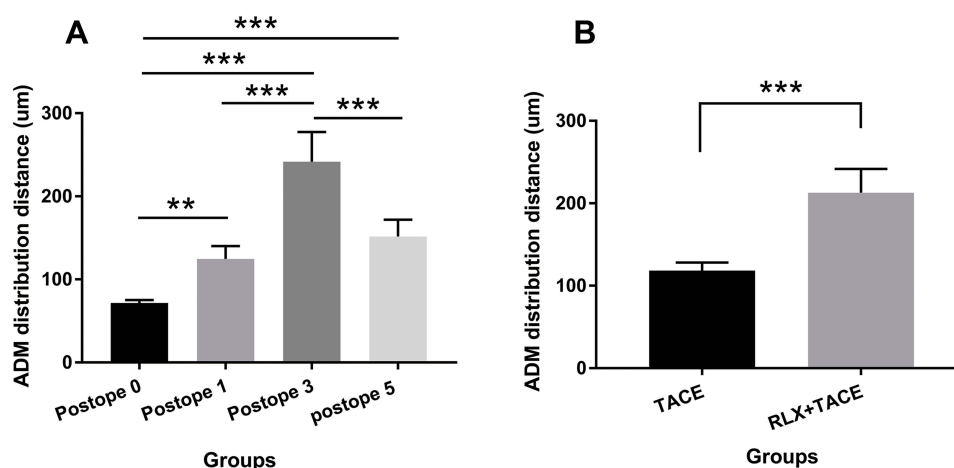 A
***
***
***
***
**
ADM distribution distance (um)
300
200
100
0
Postope 0
Postope 1
Postope 3
postope 5
Groups
B
***
ADM distribution distance (um)
300
200
100
0
TACE
RLX+TACE
Groups